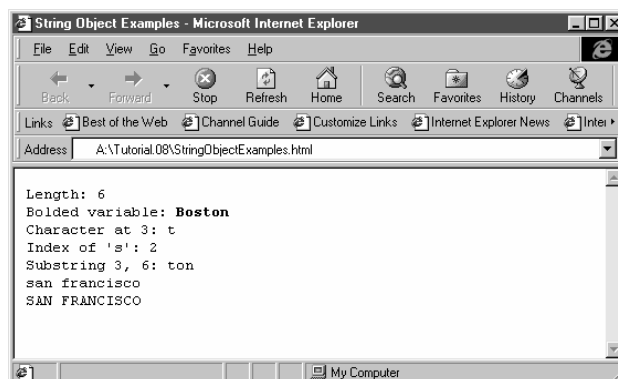 String Object Examples - Microsoft Internet Explorer
File Edit View Go Favorites Help
Back Forward Stop Refresh Home Search Favorites History Channels
Links Best of the Web Channel Guide Customize Links Internet Explorer News Inter
Address A:\Tutorial.08\StringObjectExamples.html
Length: 6
Bolded variable: Boston
Character at 3: t
Index of 's': 2
Substring 3, 6: ton
san francisco
SAN FRANCISCO
My Computer